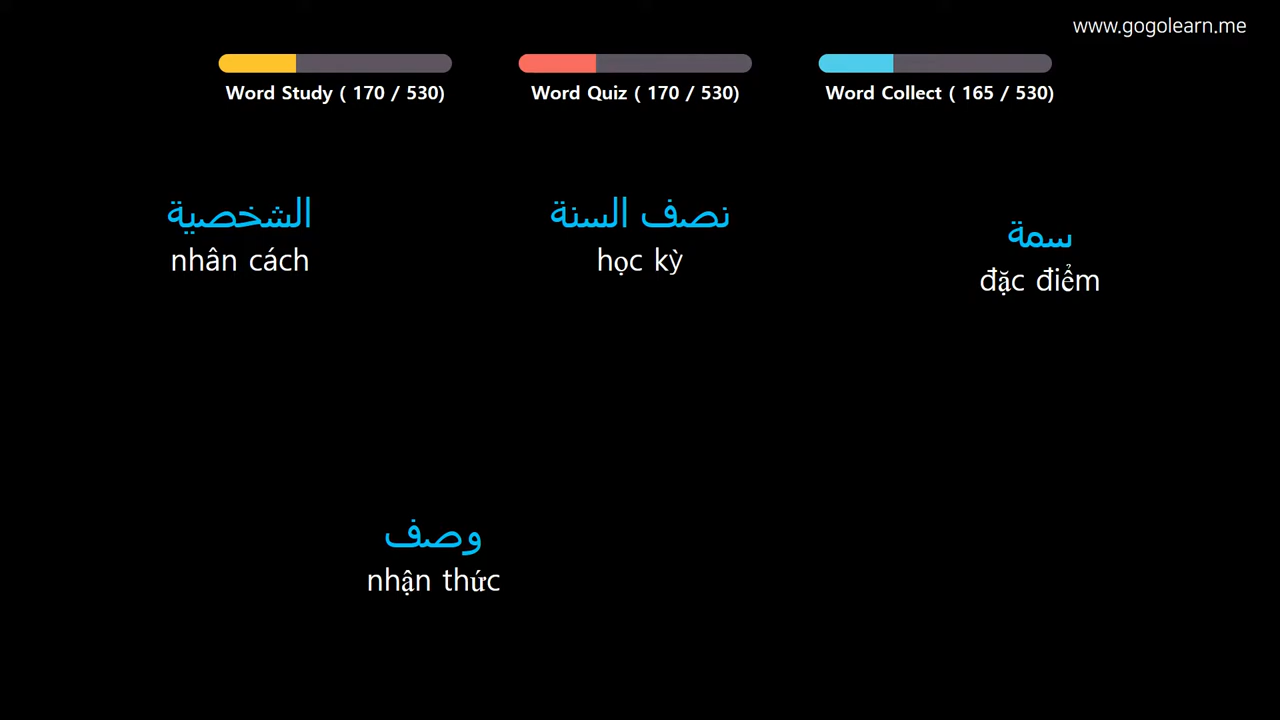 www.gogolearn.me
Word Study ( 170 / 530)
Word Quiz ( 170 / 530)
Word Collect ( 165 / 530)
الشخصية
nhân cách
نصف السنة
học kỳ
سمة
đặc điểm
وصف
nhận thức